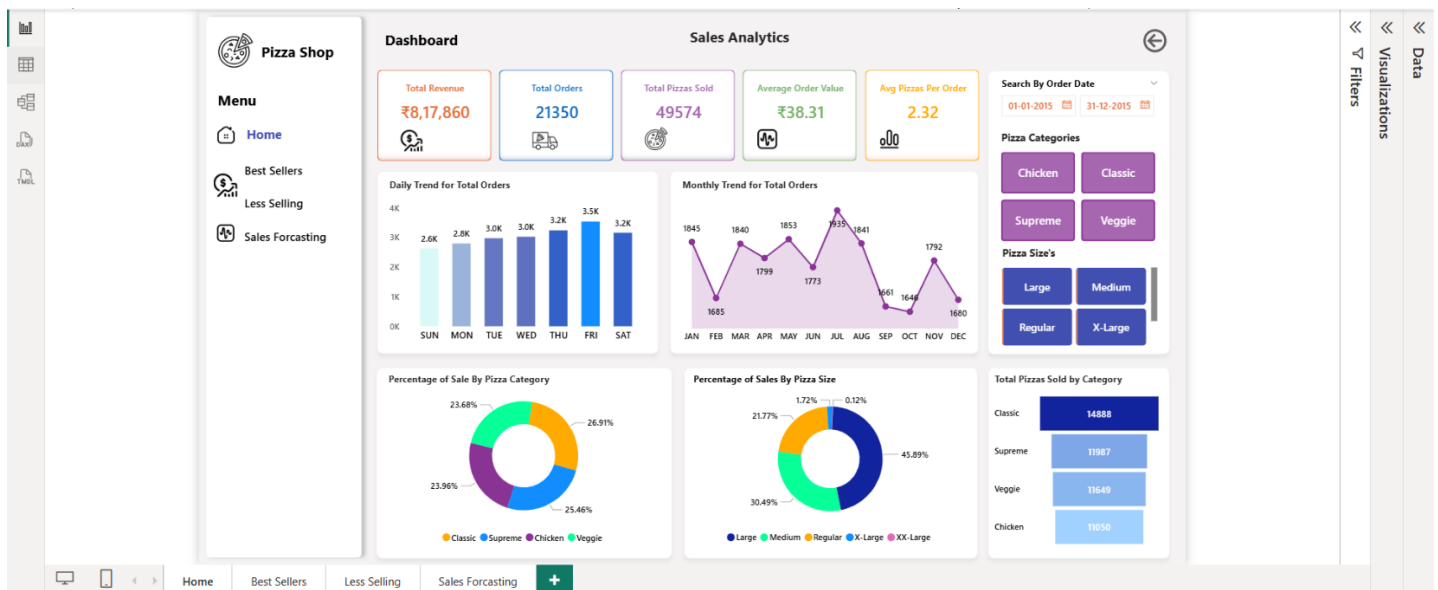 Pizza Shop
Menu
Home
Best Sellers
Less Selling
Sales Forcasting
Dashboard
Sales Analytics
Total Revenue
₹8,17,860
Total Orders
21350
Total Pizzas Sold
49574
Average Order Value
₹38.31
Avg Pizzas Per Order
2.32
Search By Order Date
01-01-2015
31-12-2015
Pizza Categories
Chicken
Classic
Supreme
Veggie
Pizza Size's
Large
Medium
Regular
X-Large
Daily Trend for Total Orders
4K
3K
2K
1K
0K
2.6K
2.8K
3.0K
3.0K
3.2K
3.5K
3.2K
SUN MON TUE WED THU FRI SAT
Monthly Trend for Total Orders
1845
1685
1840
1799
1853
1773
1935
1841
1661
1646
1792
1680
JAN FEB MAR APR MAY JUN JUL AUG SEP OCT NOV DEC
Percentage of Sale By Pizza Category
23.68%
26.91%
23.96%
25.46%
Classic Supreme Chicken Veggie
Percentage of Sales By Pizza Size
1.72%
0.12%
21.77%
45.89%
30.49%
Large Medium Regular X-Large XX-Large
Total Pizzas Sold by Category
Classic 14888
Supreme 11987
Veggie 11649
Chicken 11050
Filters
Visualizations
Data
DAX
TMDL
Home
Best Sellers
Less Selling
Sales Forcasting